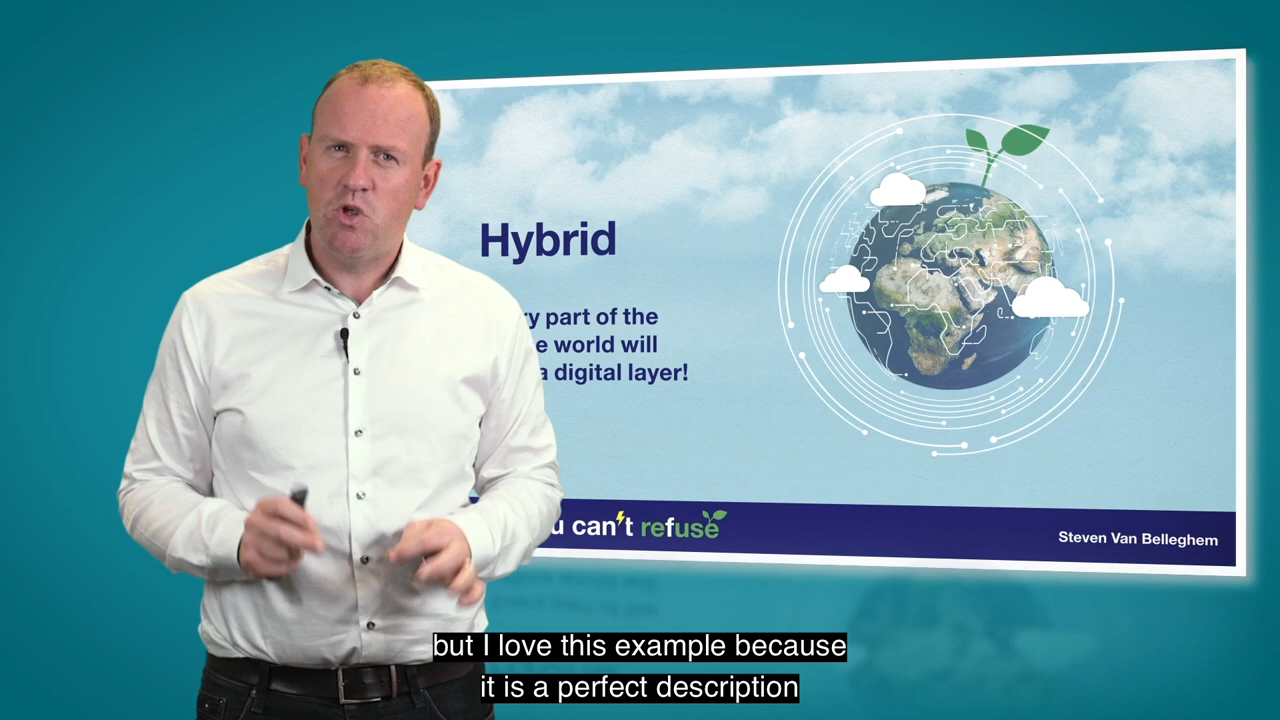 Hybrid
ry part of the
e world will
a digital layer!
u can't refuse
Steven Van Belleghem
but I love this example because
it is a perfect description